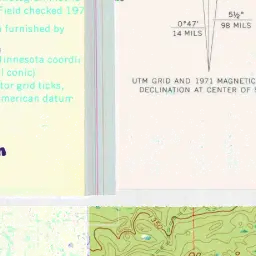 Field checked 197
furnished by
Minnesota coordin
conic)
tor grid ticks,
American datum
0°47'
14 MILS
5½°
98 MILS
UTM GRID AND 1971 MAGNETIC
DECLINATION AT CENTER OF